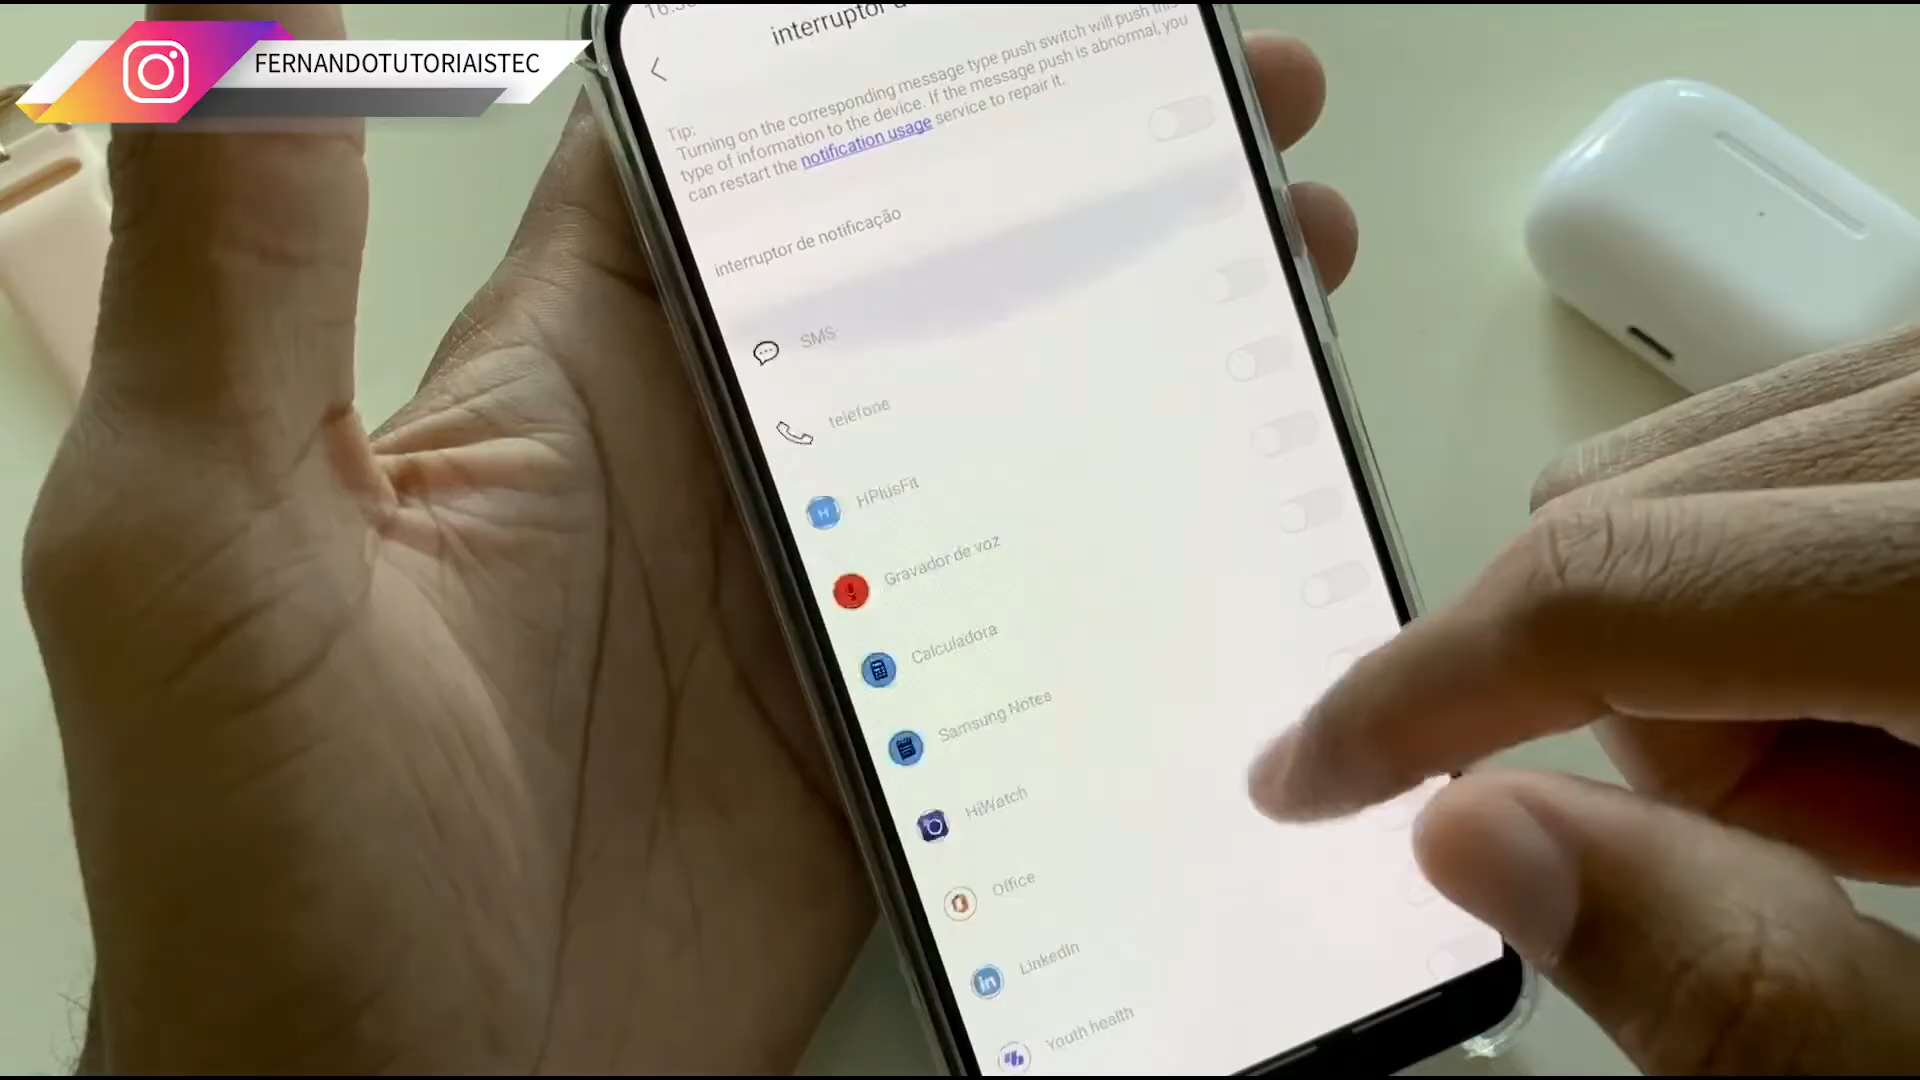 FERNANDOTUTORIAISTEC
interruptor
Tip:
Turning on the corresponding message type push switch will push this
type of information to the device. If the message push is abnormal, you
can restart the notification usage service to repair it.
interruptor de notificação
SMS
telefone
HPlusFit
Gravador de voz
Calculadora
Samsung Notes
HiWatch
Office
LinkedIn
Youth health